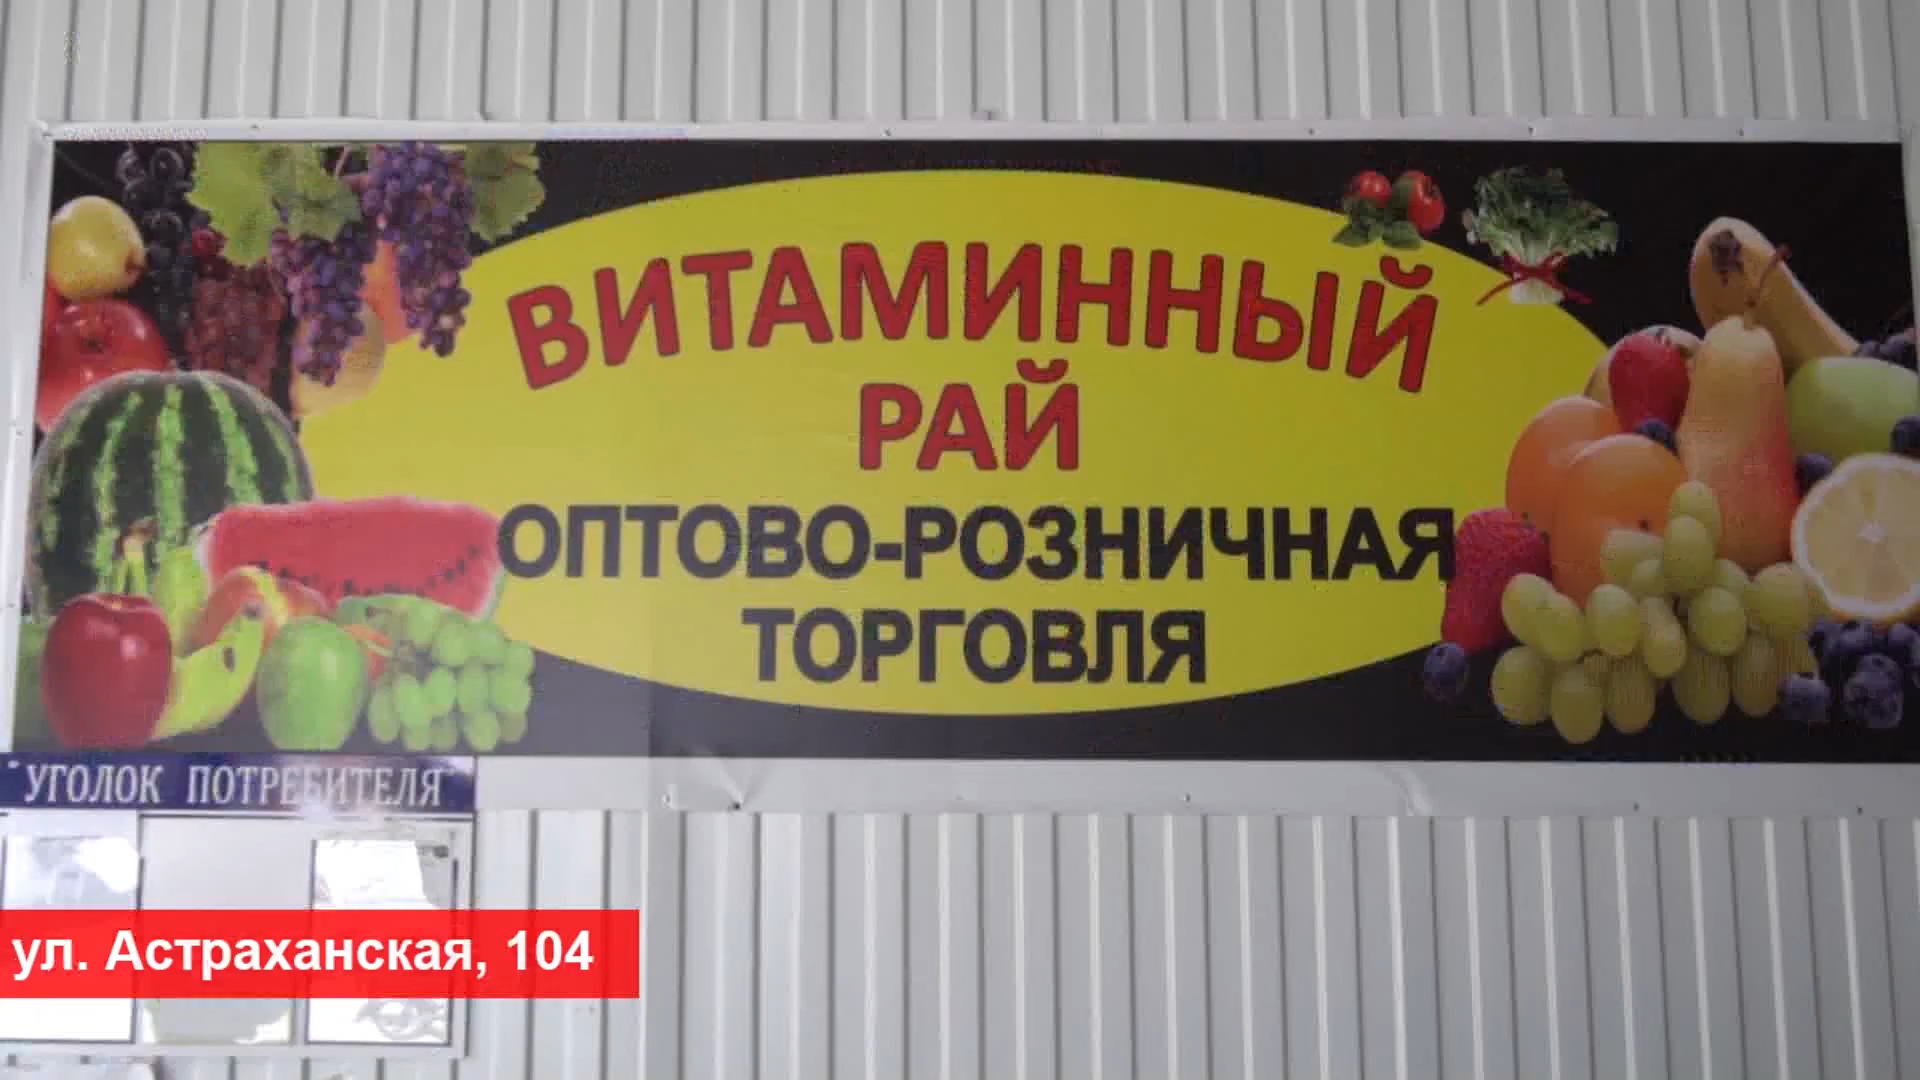 ВИТАМИННЫЙ
РАЙ
ОПТОВО-РОЗНИЧНАЯ
ТОРГОВЛЯ
"УГОЛОК ПОТРЕБИТЕЛЯ"
ул. Астраханская, 104